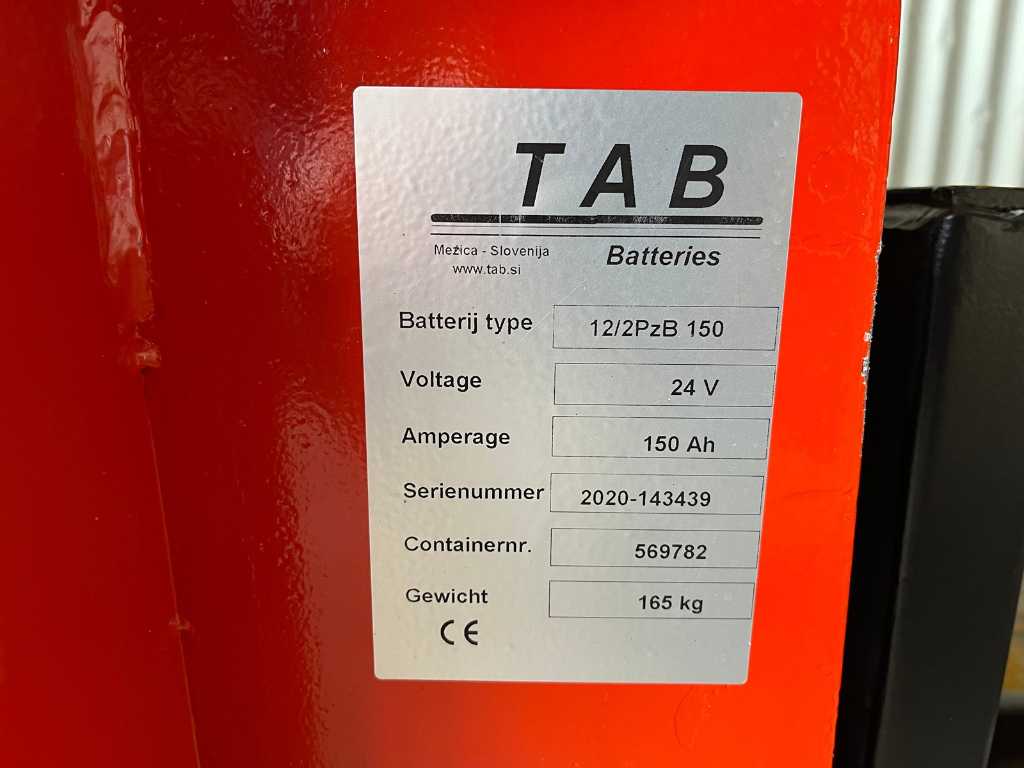 TAB
Mežica - Slovenija
www.tab.si
Batteries
Batterij type 12/2PzB 150
Voltage 24 V
Amperage 150 Ah
Serienummer 2020-143439
Containernr. 569782
Gewicht 165 kg
CE